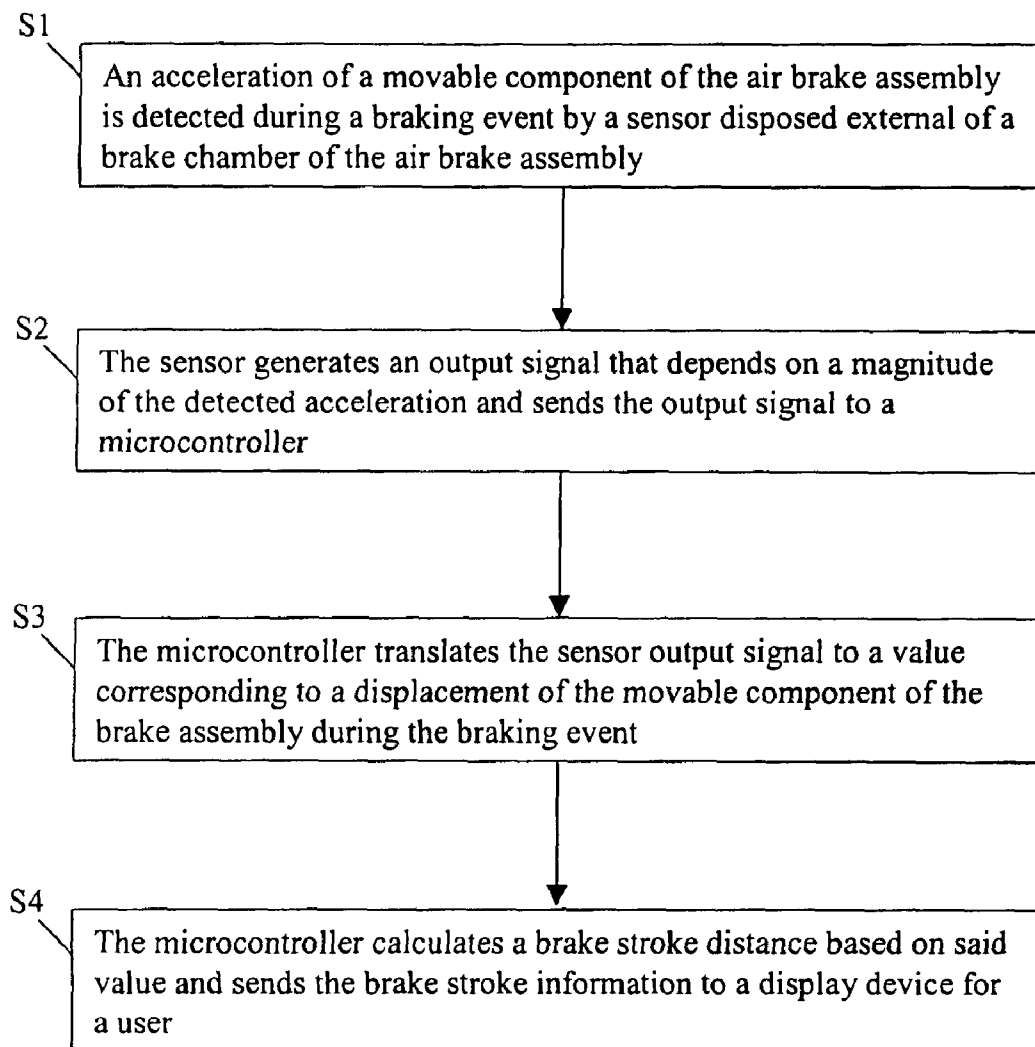 S1
An acceleration of a movable component of the air brake assembly
is detected during a braking event by a sensor disposed external of a
brake chamber of the air brake assembly
S2
The sensor generates an output signal that depends on a magnitude
of the detected acceleration and sends the output signal to a
microcontroller
S3
The microcontroller translates the sensor output signal to a value
corresponding to a displacement of the movable component of the
brake assembly during the braking event
S4
The microcontroller calculates a brake stroke distance based on said
value and sends the brake stroke information to a display device for
a user